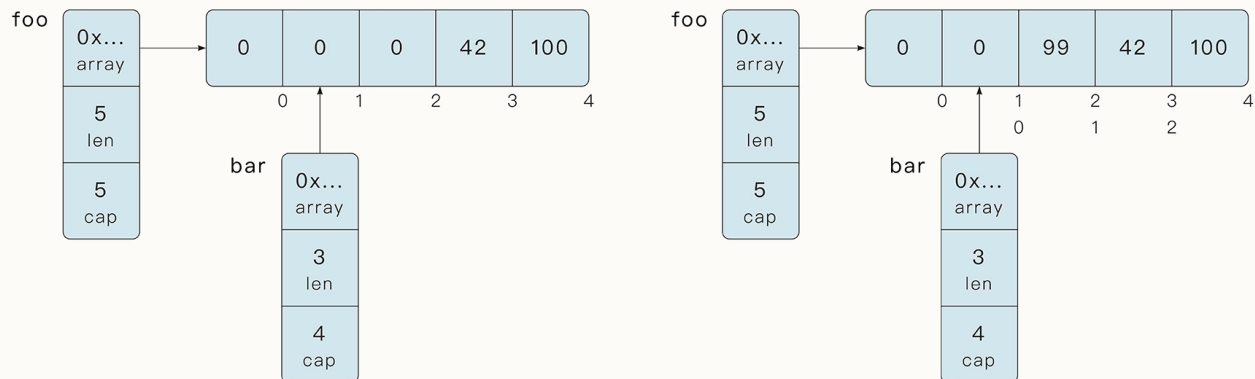 foo
0x...
array
5
len
5
cap
0 0 0 42 100
0 1 2 3 4
bar
0x...
array
3
len
4
cap
foo
0x...
array
5
len
5
cap
0 0 99 42 100
0 1 2 3 4
0 1 2
bar
0x...
array
3
len
4
cap